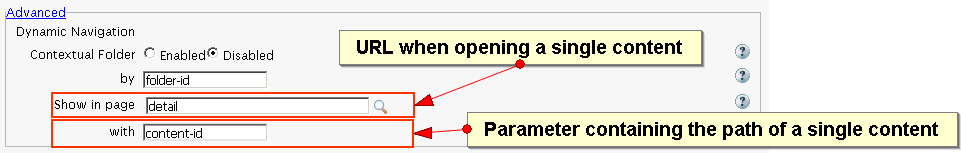 Advanced
Dynamic Navigation
URL when opening a single content
Contextual Folder Enabled Disabled ?
by folder-id ?
Show in page detail ?
with content-id
Parameter containing the path of a single content